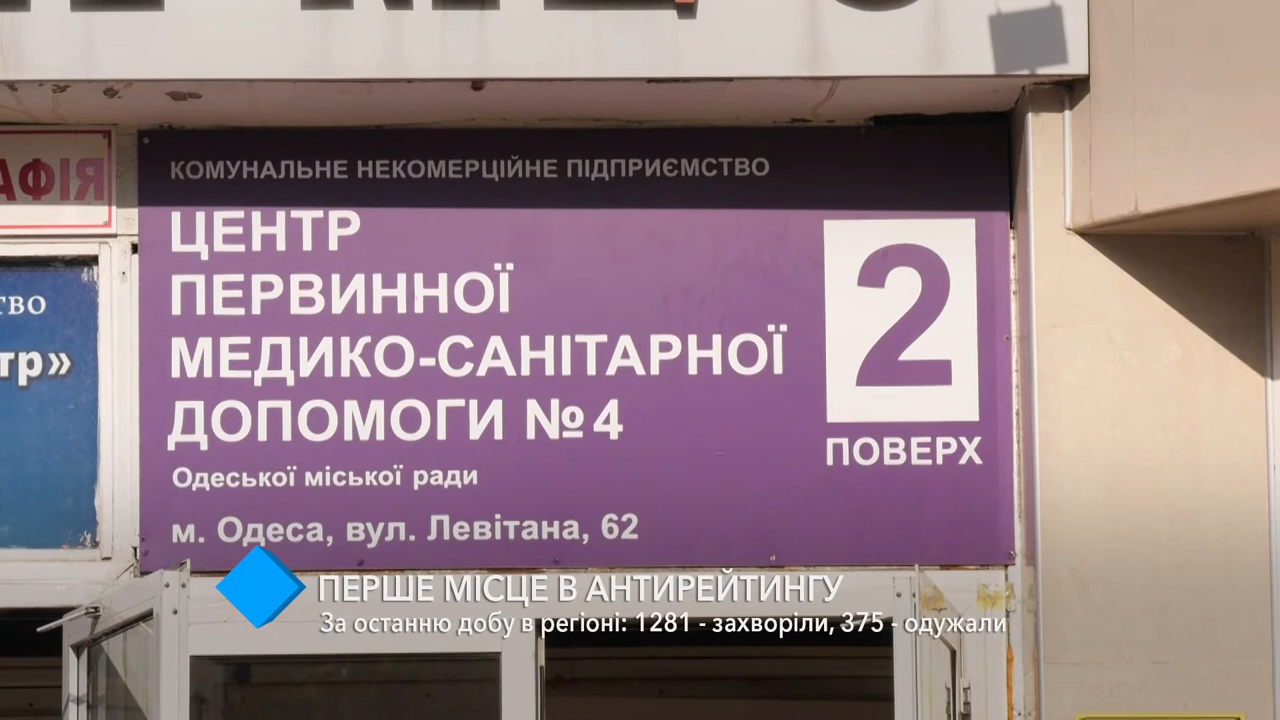 АФІЯ
ТВО
тр»
КОМУНАЛЬНЕ НЕКОМЕРЦІЙНЕ ПІДПРИЄМСТВО
ЦЕНТР
ПЕРВИННОЇ
МЕДИКО-САНІТАРНОЇ
ДОПОМОГИ №4
Одеської міської ради
м. Одеса, вул. Левітана, 62
2
ПОВЕРХ
ПЕРШЕ МІСЦЕ В АНТИРЕЙТИНГУ
За останню добу в регіоні: 1281 - захворіли, 375 - одужали